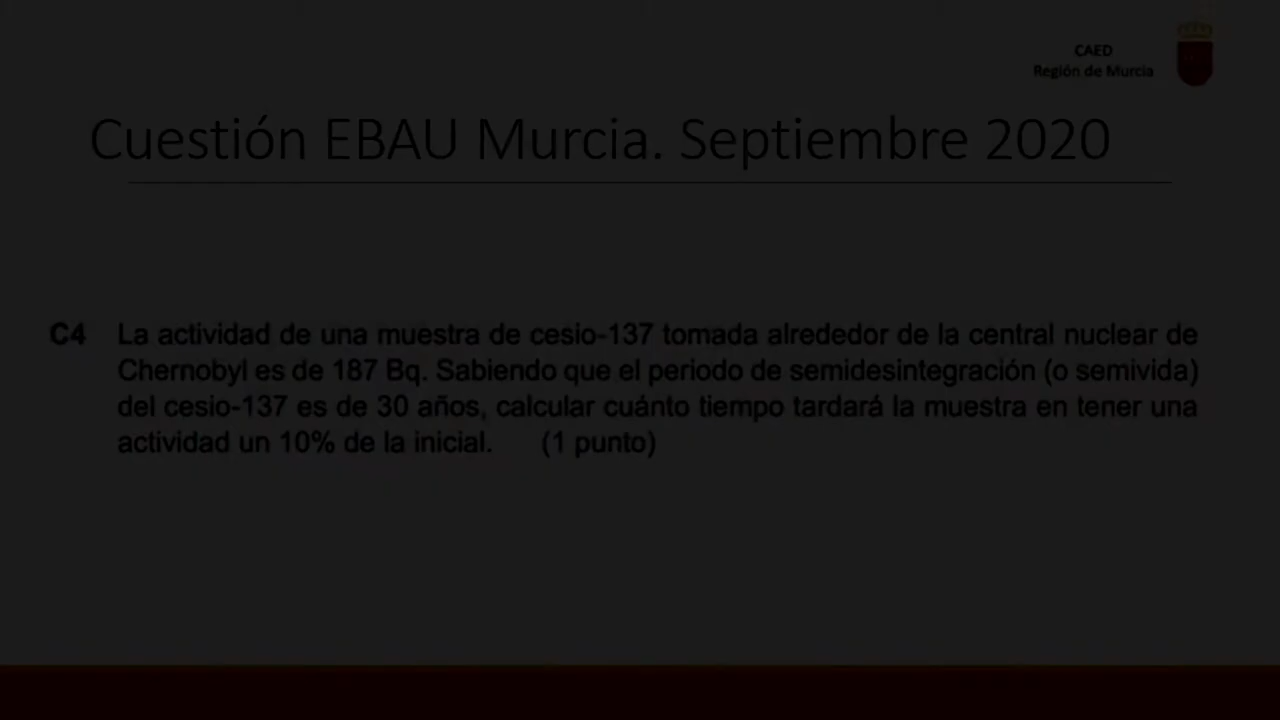 CAED
Región de Murcia
Cuestión EBAU Murcia. Septiembre 2020
C4 La actividad de una muestra de cesio-137 tomada alrededor de la central nuclear de
Chernobyl es de 187 Bq. Sabiendo que el periodo de semidesintegración (o semivida)
del cesio-137 es de 30 años, calcular cuánto tiempo tardará la muestra en tener una
actividad un 10% de la inicial. (1 punto)